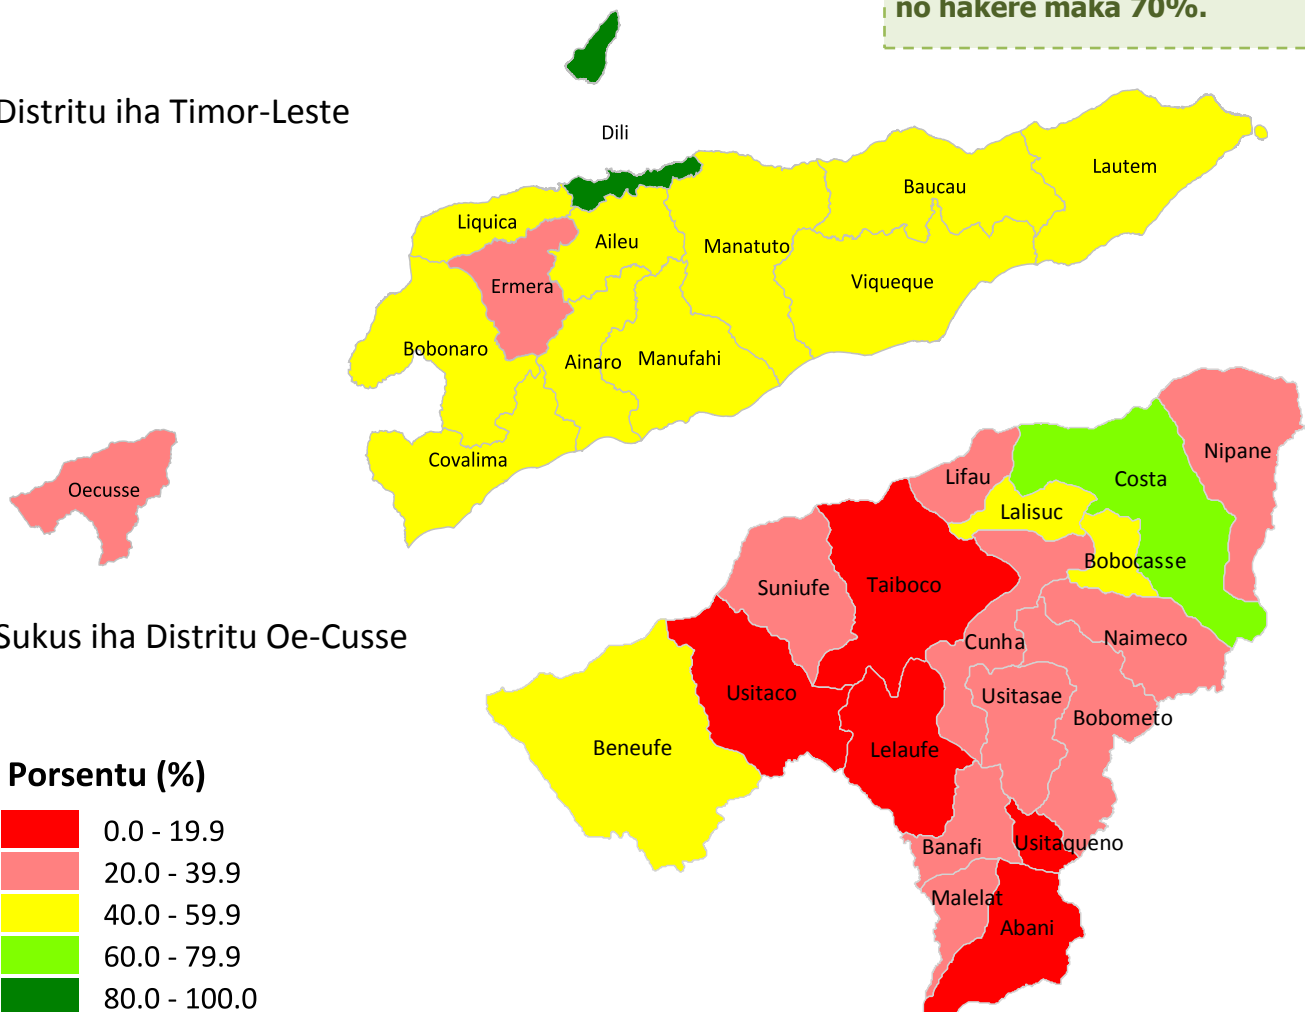 no hakere maka 70%.
Distritu iha Timor-Leste
Dili
Lautem
Baucau
Liquica
Aileu
Manatuto
Viqueque
Ermera
Bobonaro
Ainaro
Manufahi
Covalima
Oecusse
Nipane
Lifau
Costa
Lalisuc
Bobocasse
Suniufe
Taiboco
Sukus iha Distritu Oe-Cusse
Cunha
Naimeco
Usitaco
Usitasae
Bobometo
Beneufe
Lelaufe
Banafi
Usitaqueno
Malelat
Abani
Porsentu (%)
0.0 - 19.9
20.0 - 39.9
40.0 - 59.9
60.0 - 79.9
80.0 - 100.0